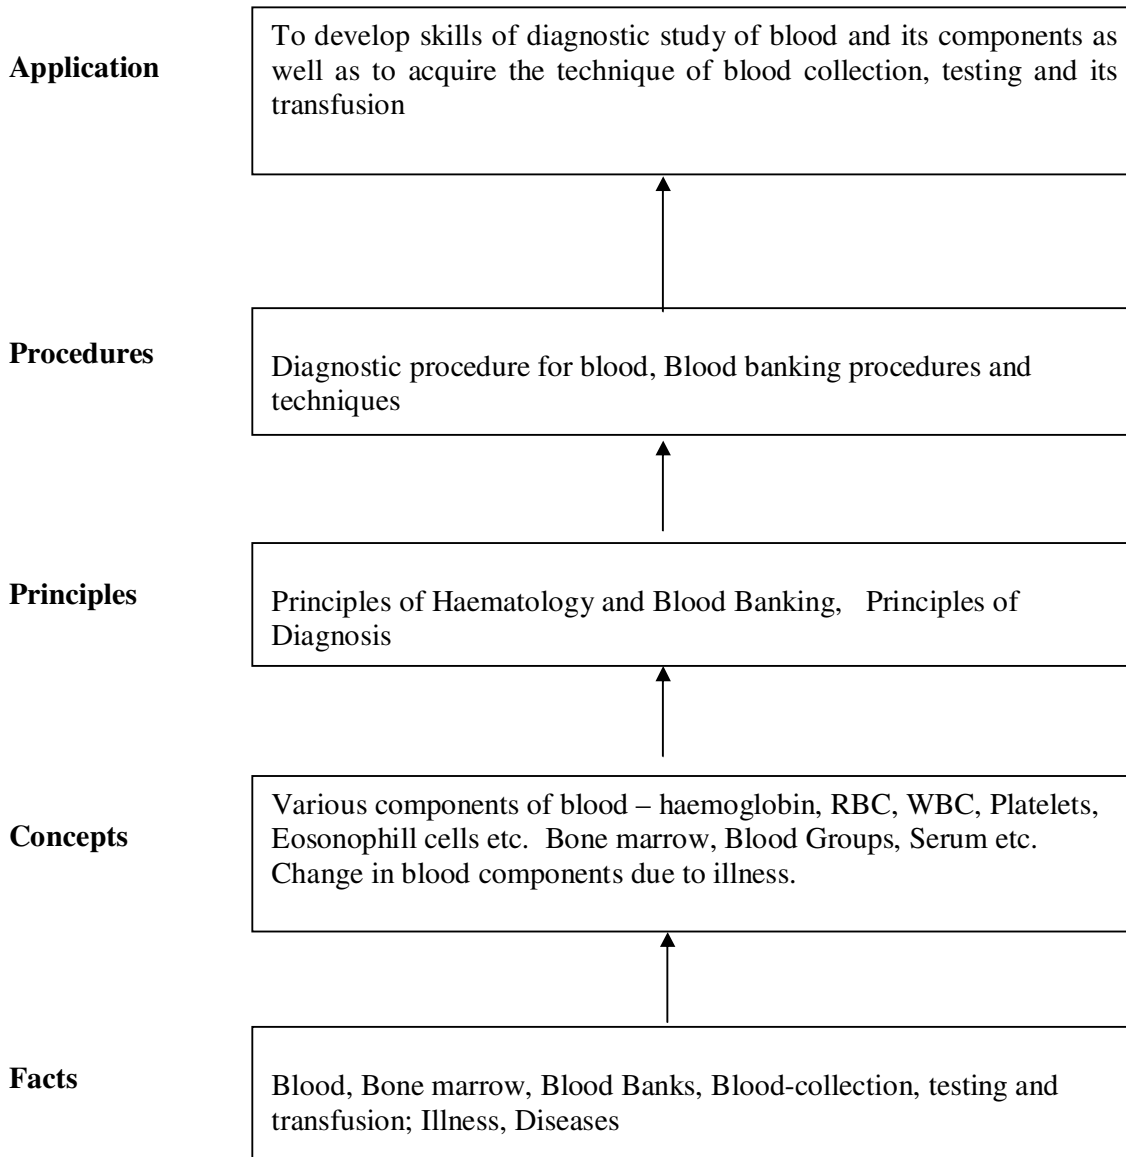 Application
To develop skills of diagnostic study of blood and its components as
well as to acquire the technique of blood collection, testing and its
transfusion
Procedures
Diagnostic procedure for blood, Blood banking procedures and
techniques
Principles
Principles of Haematology and Blood Banking,   Principles of
Diagnosis
Concepts
Various components of blood – haemoglobin, RBC, WBC, Platelets,
Eosonophill cells etc.  Bone marrow, Blood Groups, Serum etc.
Change in blood components due to illness.
Facts
Blood, Bone marrow, Blood Banks, Blood-collection, testing and
transfusion; Illness, Diseases